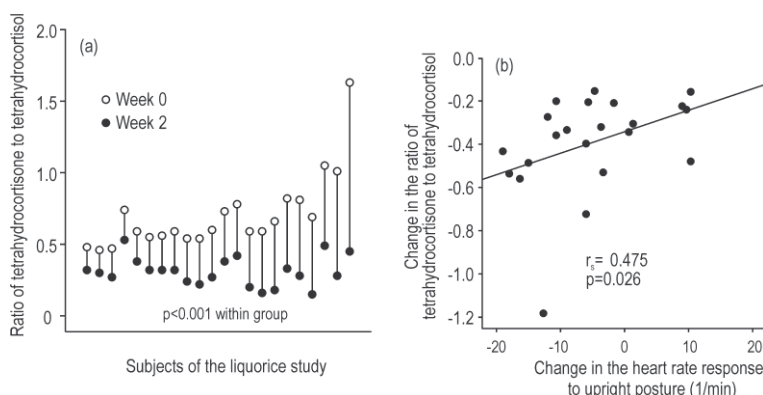 (a)
Ratio of tetrahydrocortisone to tetrahydrocortisol
2.0
1.5
1.0
0.5
0
Week 0
Week 2
p<0.001 within group
Subjects of the liquorice study
(b)
Change in the ratio of
tetrahydrocortisone to tetrahydrocortisol
0.0
-0.2
-0.4
-0.6
-0.8
-1.0
-1.2
rs= 0.475
p=0.026
-20 -10 0 10 20
Change in the heart rate response
to upright posture (1/min)